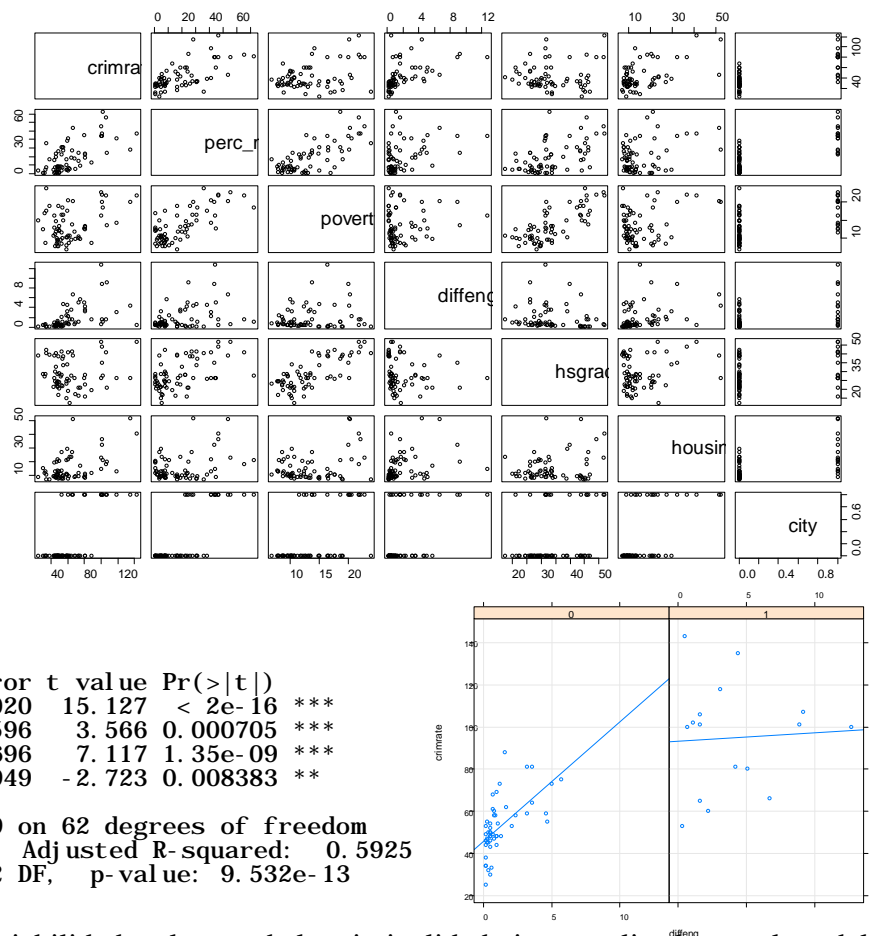 0 20 40 60
0 4 8 12
10 30 50
crimra
40 80 100
perc_r
0 30 60
povert
10 20
diffeng
0 4 8
hsgrad
20 35 50
housin
10 30 50
city
0.0 0.6
40 80 120
10 15 20
20 30 40 50
0.0 0.4 0.8
0 5 10
0 1
ror t value Pr(>|t|)
020 15.127 < 2e-16 ***
596 3.566 0.000705 ***
396 7.117 1.35e-09 ***
949 -2.723 0.008383 **
on 62 degrees of freedom
Adjusted R-squared: 0.5925
2 DF, p-value: 9.532e-13
crimrate
140
120
100
80
60
40
20
0 5 10
diffeng